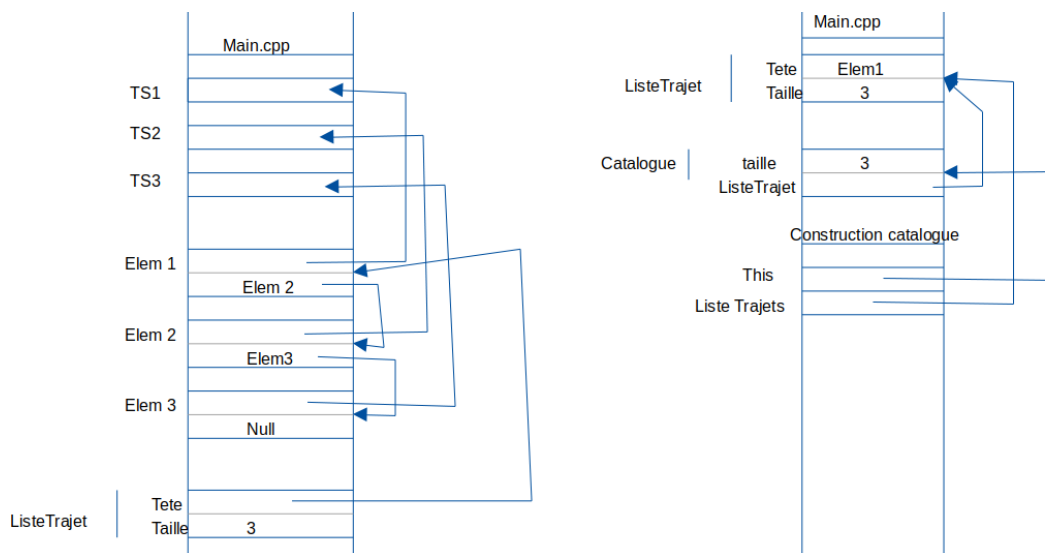 Main.cpp
TS1
TS2
TS3
Elem 1
Elem 2
Elem 2
Elem3
Elem 3
Null
ListeTrajet
Tete
Taille 3
Main.cpp
ListeTrajet
Tete Elem1
Taille 3
Catalogue taille 3
ListeTrajet
Construction catalogue
This
Liste Trajets